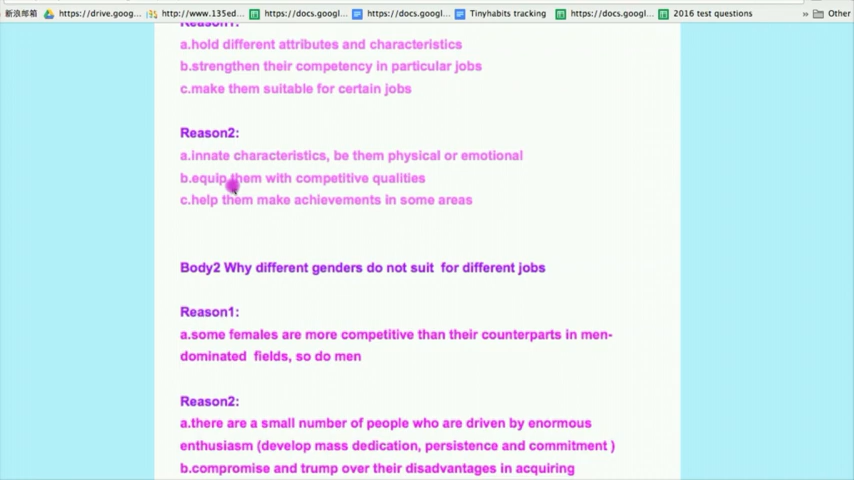 新浪邮箱 https://drive.goog... http://www.135ed... https://docs.googl... https://docs.googl... Tinyhabits tracking https://docs.googl... 2016 test questions » Other
Reason1:
a.hold different attributes and characteristics
b.strengthen their competency in particular jobs
c.make them suitable for certain jobs
Reason2:
a.innate characteristics, be them physical or emotional
b.equip them with competitive qualities
c.help them make achievements in some areas
Body2 Why different genders do not suit for different jobs
Reason1:
a.some females are more competitive than their counterparts in men-
dominated fields, so do men
Reason2:
a.there are a small number of people who are driven by enormous
enthusiasm (develop mass dedication, persistence and commitment )
b.compromise and trump over their disadvantages in acquiring